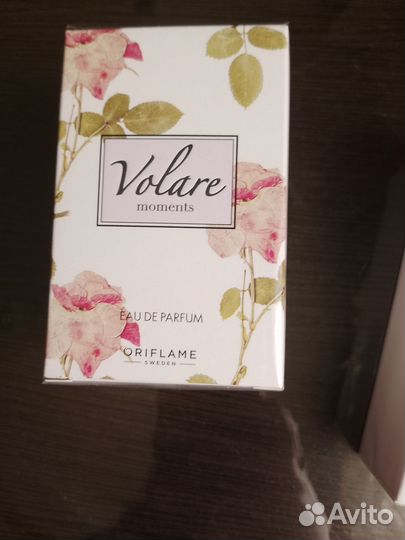 Volare
moments
EAU DE PARFUM
ORIFLAME
SWEDEN
Avito